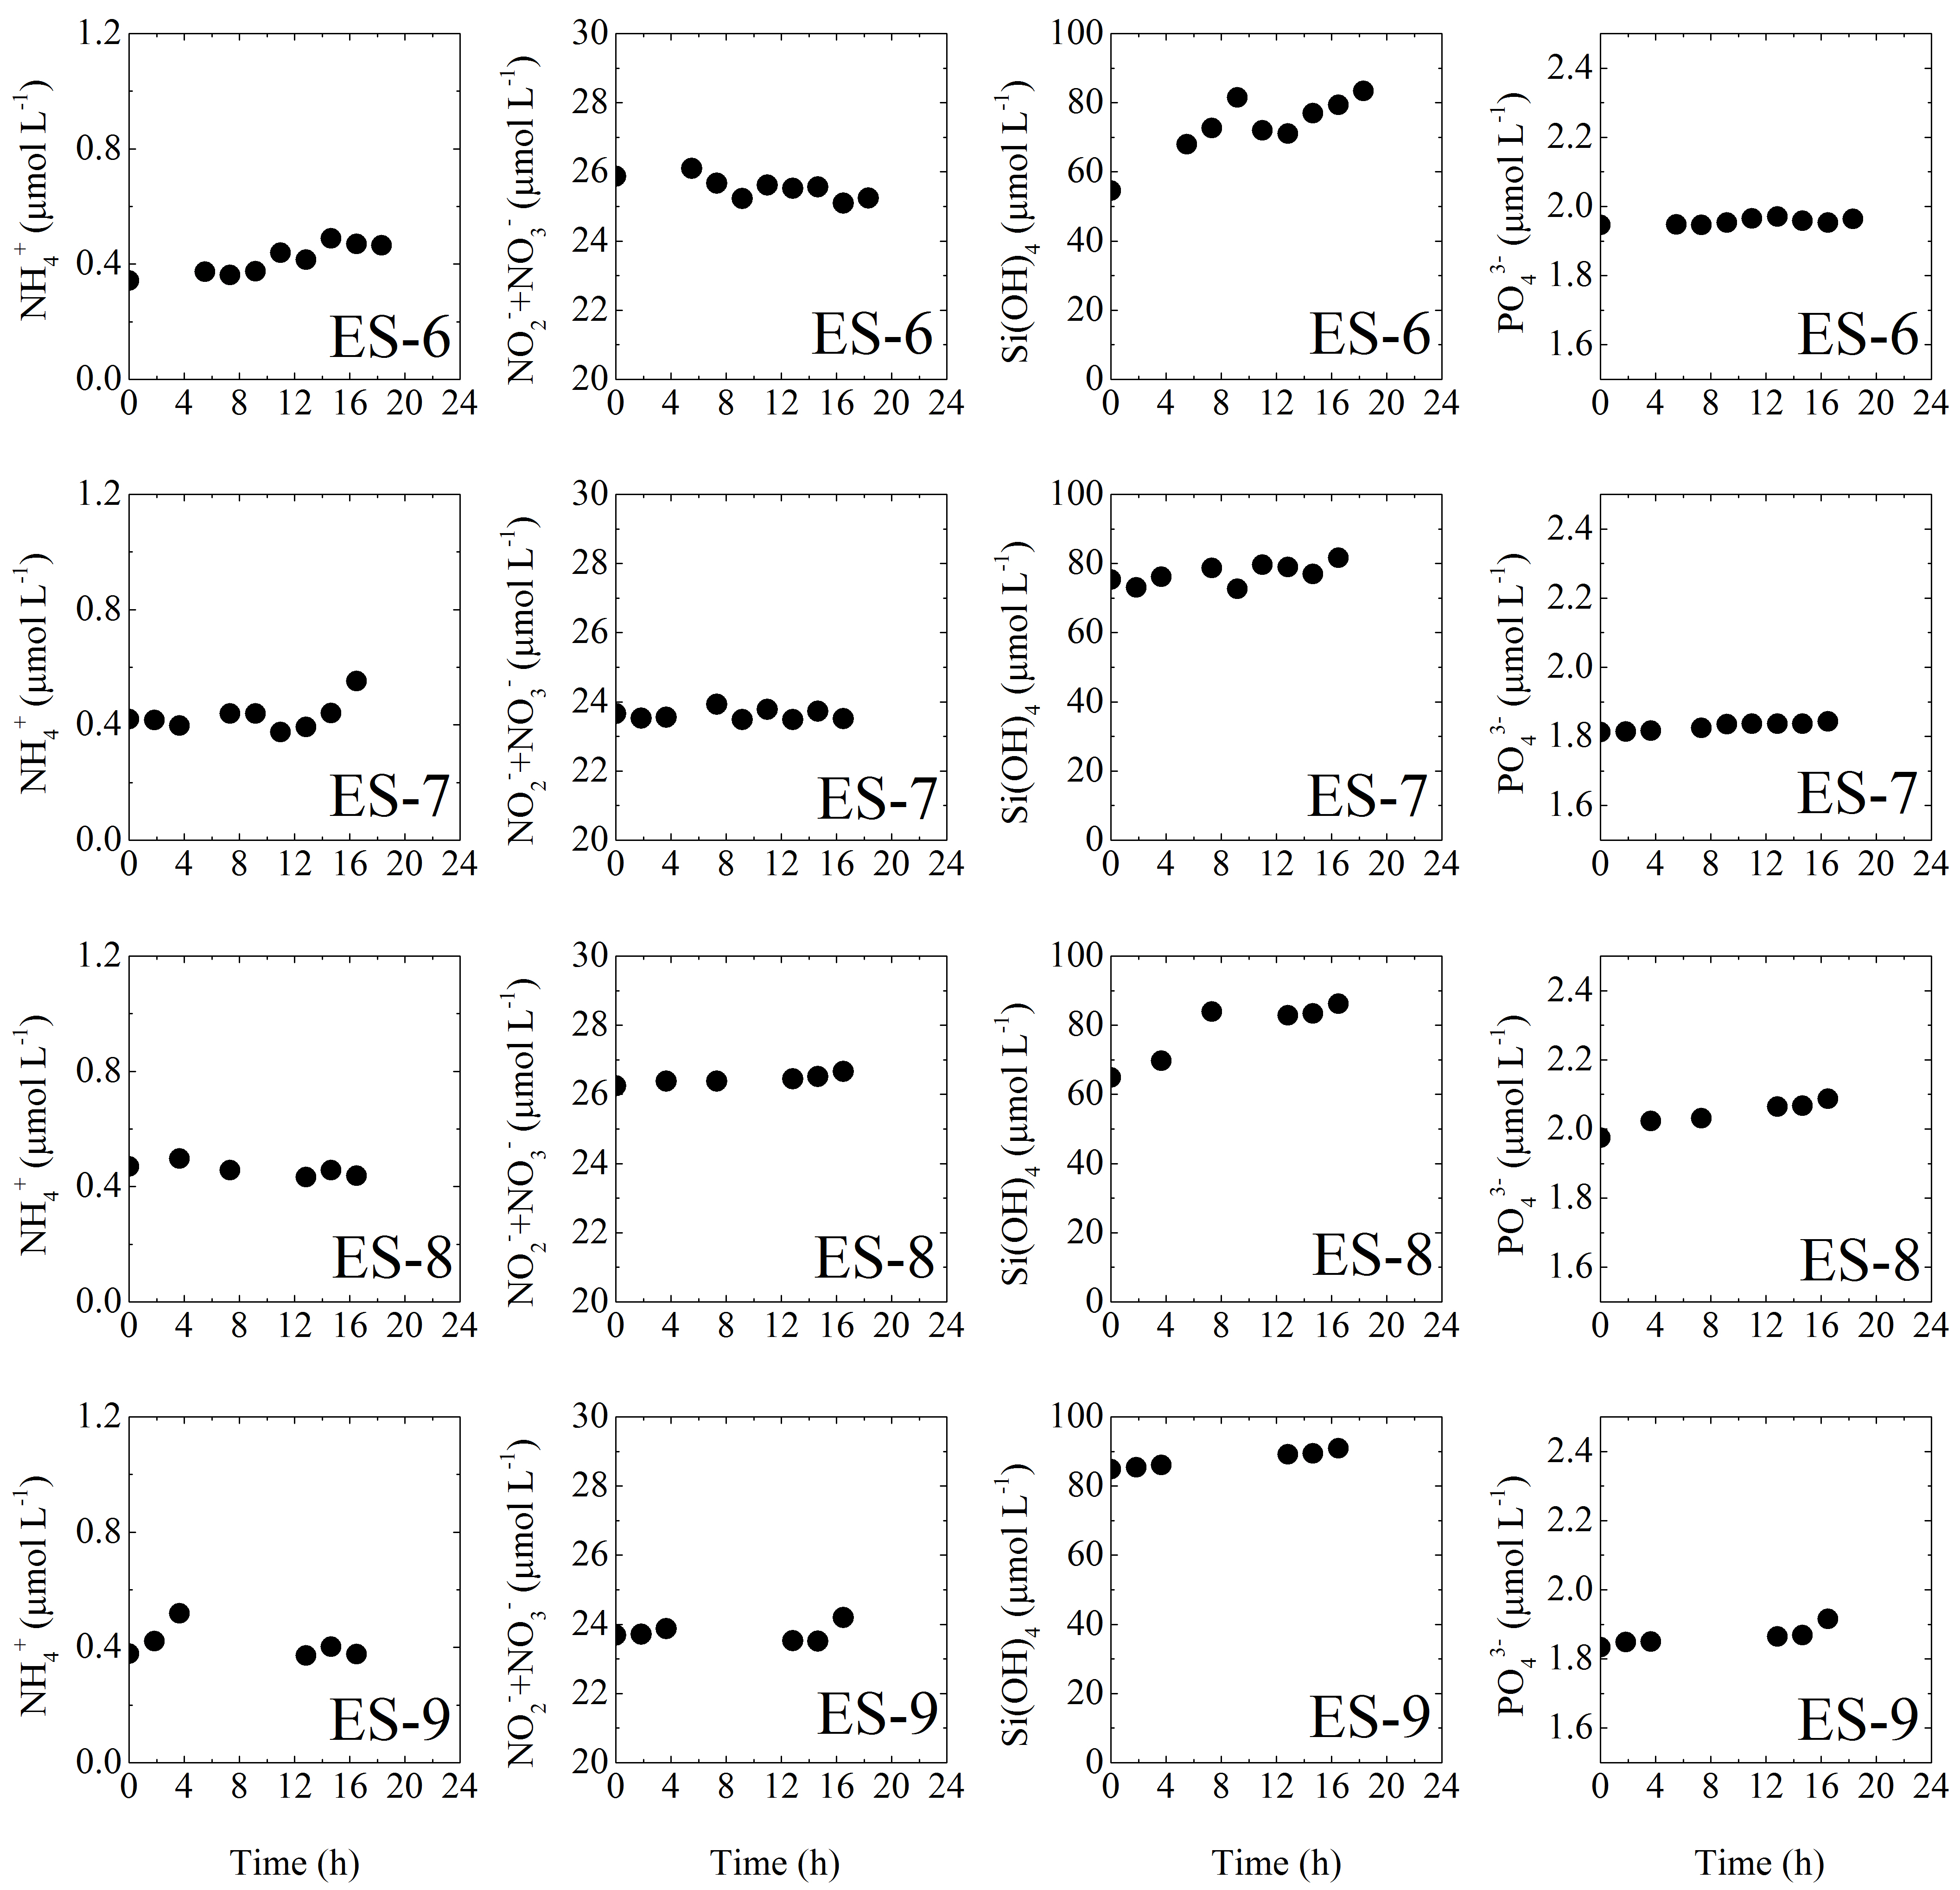 NH₄⁺ (μmol L⁻¹)
1.2
0.8
0.4
0.0
0 4 8 12 16 20 24
ES-6
NO₂⁻+NO₃⁻ (μmol L⁻¹)
30
28
26
24
22
20
0 4 8 12 16 20 24
ES-6
Si(OH)₄ (μmol L⁻¹)
100
80
60
40
20
0
0 4 8 12 16 20 24
ES-6
PO₄³⁻ (μmol L⁻¹)
2.4
2.2
2.0
1.8
1.6
0 4 8 12 16 20 24
ES-6
NH₄⁺ (μmol L⁻¹)
1.2
0.8
0.4
0.0
0 4 8 12 16 20 24
ES-7
NO₂⁻+NO₃⁻ (μmol L⁻¹)
30
28
26
24
22
20
0 4 8 12 16 20 24
ES-7
Si(OH)₄ (μmol L⁻¹)
100
80
60
40
20
0
0 4 8 12 16 20 24
ES-7
PO₄³⁻ (μmol L⁻¹)
2.4
2.2
2.0
1.8
1.6
0 4 8 12 16 20 24
ES-7
NH₄⁺ (μmol L⁻¹)
1.2
0.8
0.4
0.0
0 4 8 12 16 20 24
ES-8
NO₂⁻+NO₃⁻ (μmol L⁻¹)
30
28
26
24
22
20
0 4 8 12 16 20 24
ES-8
Si(OH)₄ (μmol L⁻¹)
100
80
60
40
20
0
0 4 8 12 16 20 24
ES-8
PO₄³⁻ (μmol L⁻¹)
2.4
2.2
2.0
1.8
1.6
0 4 8 12 16 20 24
ES-8
NH₄⁺ (μmol L⁻¹)
1.2
0.8
0.4
0.0
0 4 8 12 16 20 24
ES-9
Time (h)
NO₂⁻+NO₃⁻ (μmol L⁻¹)
30
28
26
24
22
20
0 4 8 12 16 20 24
ES-9
Time (h)
Si(OH)₄ (μmol L⁻¹)
100
80
60
40
20
0
0 4 8 12 16 20 24
ES-9
Time (h)
PO₄³⁻ (μmol L⁻¹)
2.4
2.2
2.0
1.8
1.6
0 4 8 12 16 20 24
ES-9
Time (h)